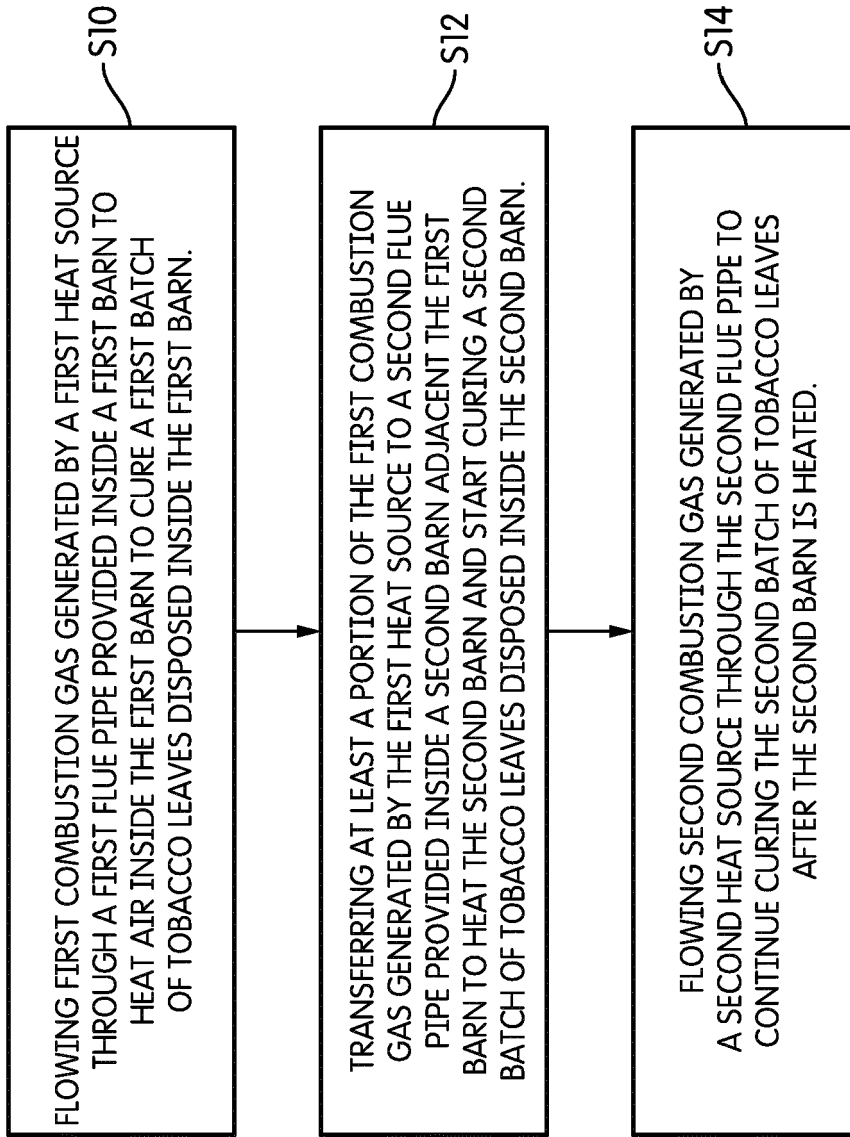 FLOWING FIRST COMBUSTION GAS GENERATED BY A FIRST HEAT SOURCE
THROUGH A FIRST FLUE PIPE PROVIDED INSIDE A FIRST BARN TO
HEAT AIR INSIDE THE FIRST BARN TO CURE A FIRST BATCH
OF TOBACCO LEAVES DISPOSED INSIDE THE FIRST BARN.
S10
TRANSFERRING AT LEAST A PORTION OF THE FIRST COMBUSTION
GAS GENERATED BY THE FIRST HEAT SOURCE TO A SECOND FLUE
PIPE PROVIDED INSIDE A SECOND BARN ADJACENT THE FIRST
BARN TO HEAT THE SECOND BARN AND START CURING A SECOND
BATCH OF TOBACCO LEAVES DISPOSED INSIDE THE SECOND BARN.
S12
FLOWING SECOND COMBUSTION GAS GENERATED BY
A SECOND HEAT SOURCE THROUGH THE SECOND FLUE PIPE TO
CONTINUE CURING THE SECOND BATCH OF TOBACCO LEAVES
AFTER THE SECOND BARN IS HEATED.
S14